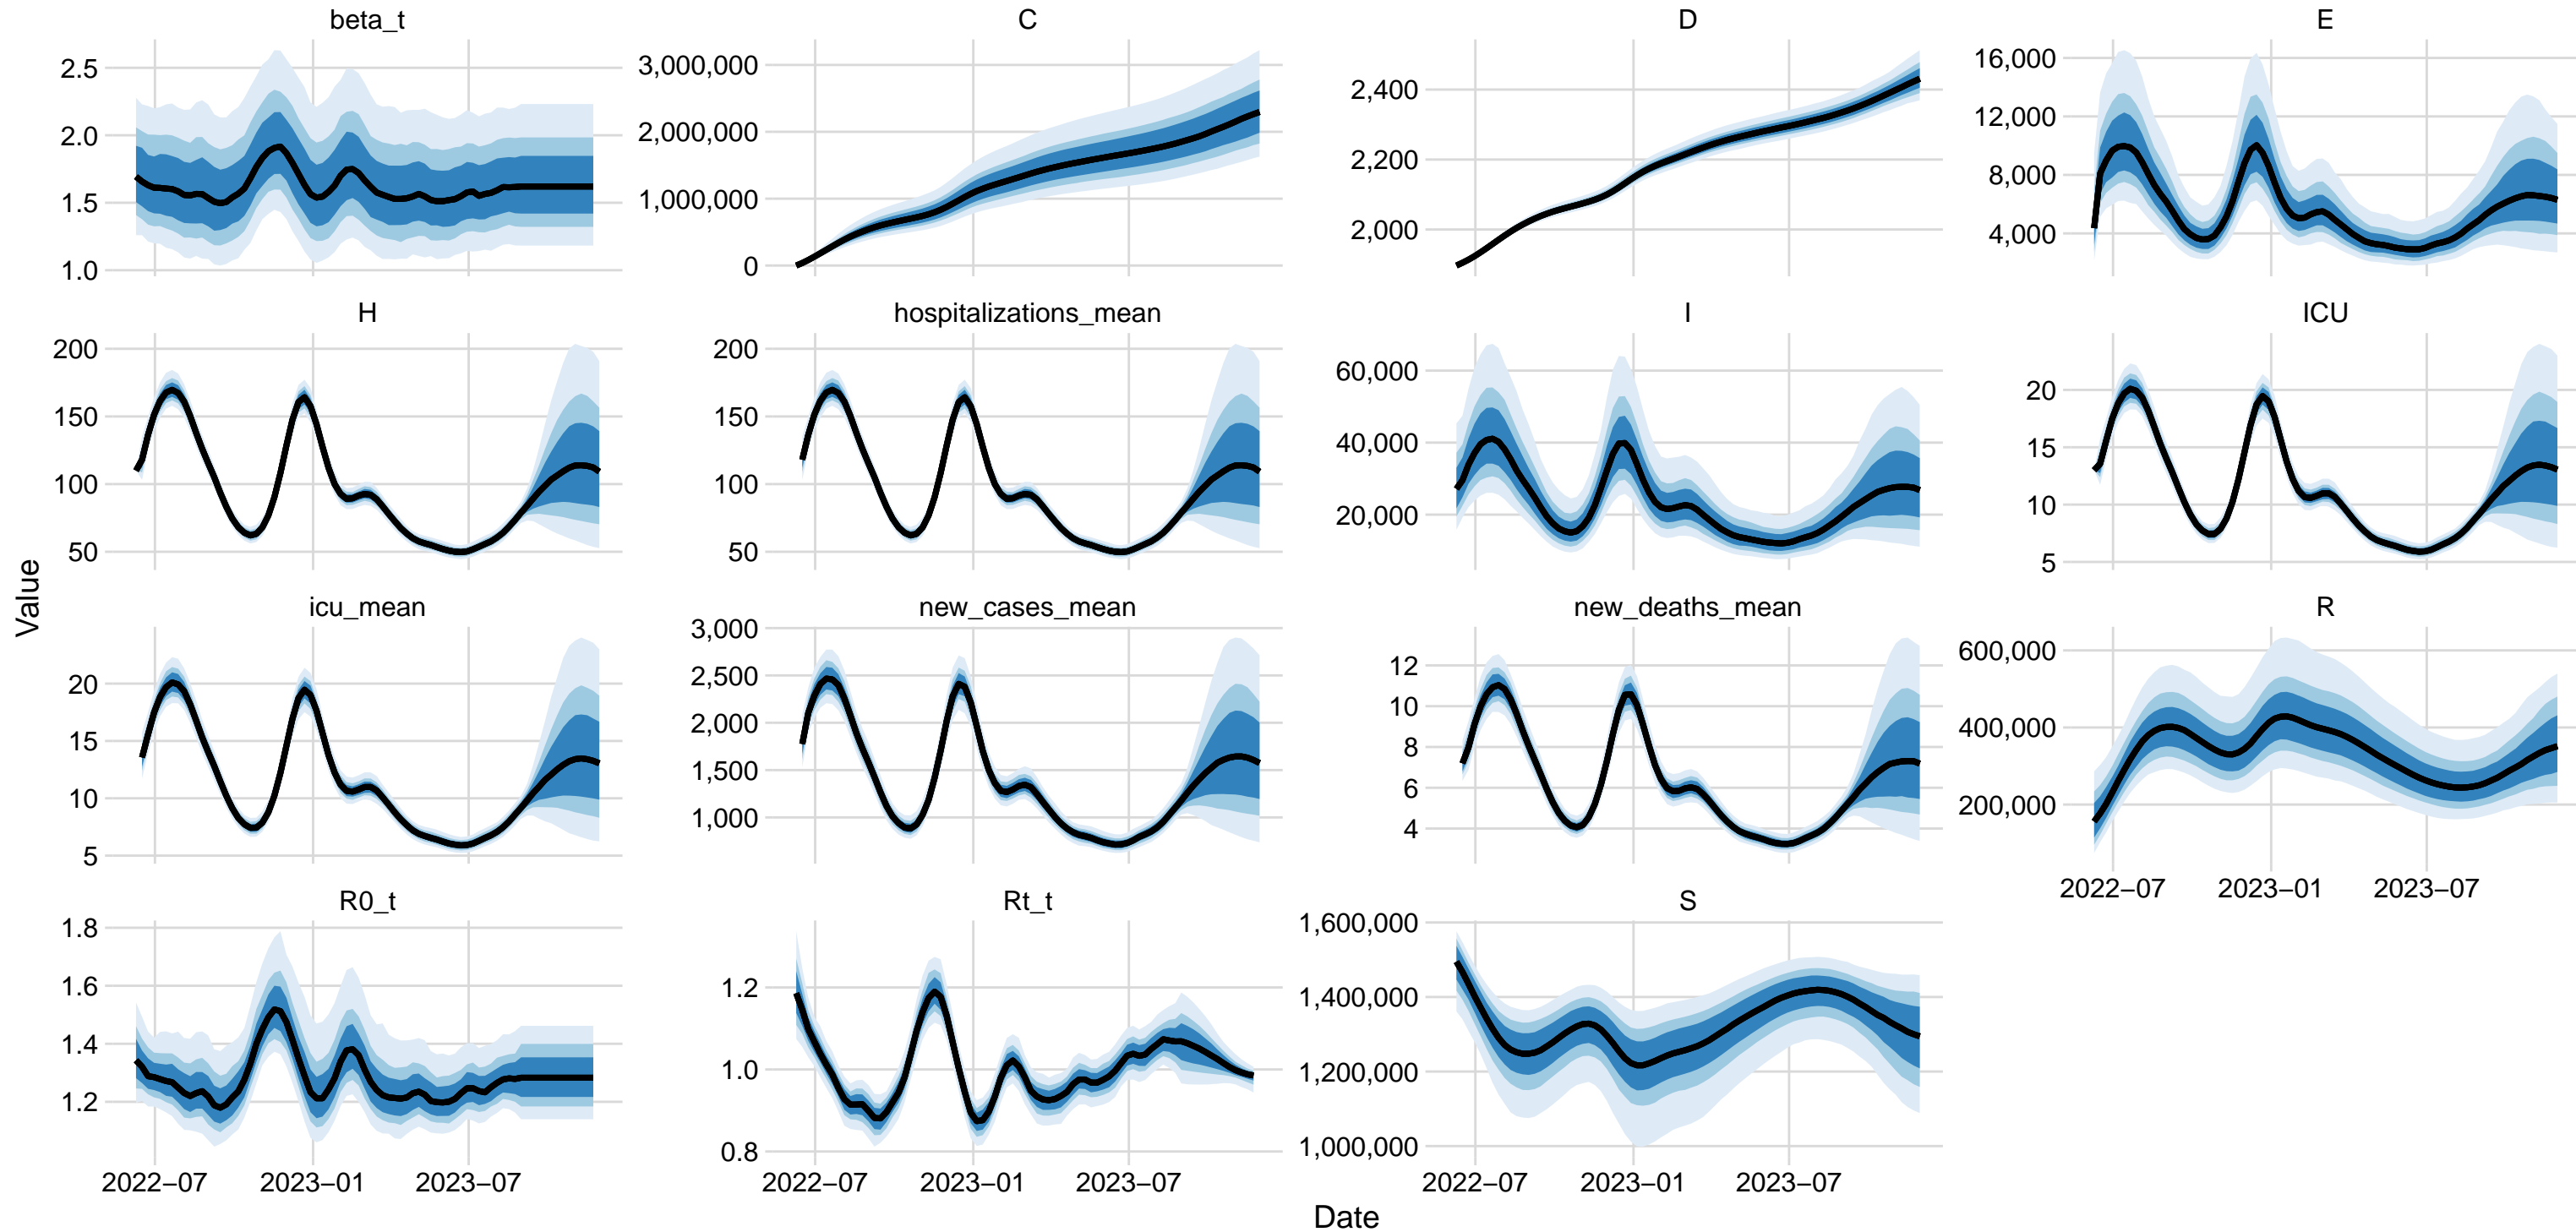 beta_t
C
D
E
2.5
2.0
1.5
1.0
3,000,000
2,000,000
1,000,000
0
2,400
2,200
2,000
16,000
12,000
8,000
4,000
H
hospitalizations_mean
I
ICU
200
150
100
50
200
150
100
50
60,000
40,000
20,000
20
15
10
5
Value
icu_mean
new_cases_mean
new_deaths_mean
R
20
15
10
5
3,000
2,500
2,000
1,500
1,000
12
10
8
6
4
600,000
400,000
200,000
2022−07 2023−01 2023−07
R0_t
Rt_t
S
1.8
1.6
1.4
1.2
1.2
1.0
0.8
1,600,000
1,400,000
1,200,000
1,000,000
2022−07 2023−01 2023−07
2022−07 2023−01 2023−07
2022−07 2023−01 2023−07
Date